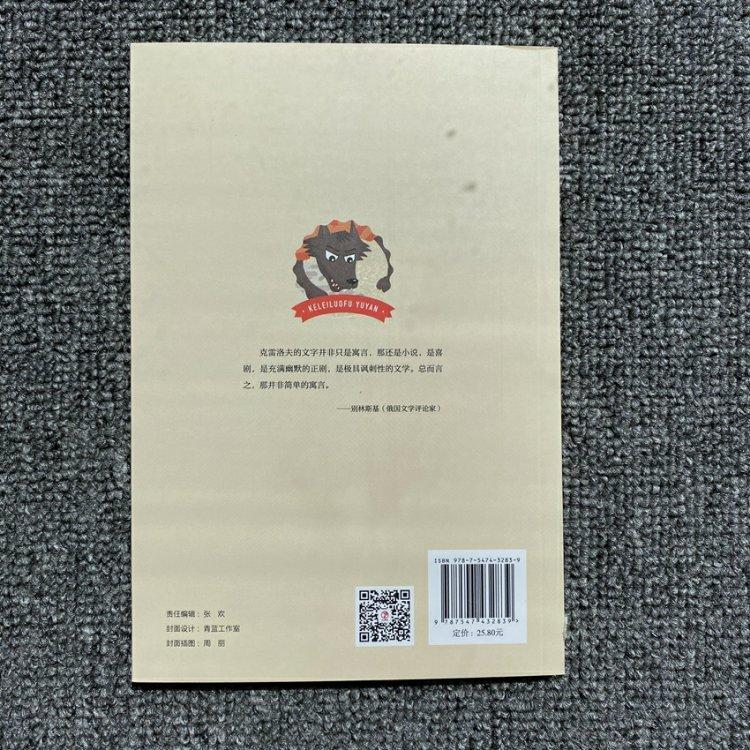 · KELEILUOFU YUYAN ·
克雷洛夫的文字并非只是寓言，那还是小说，是喜
剧，是充满幽默的正剧，是极具讽刺性的文学。总而言
之，那并非简单的寓言。
——别林斯基（俄国文学评论家）
责任编辑：张 欢
封面设计：青蓝工作室
封面插图：周 丽
ISBN 978-7-5474-3283-9
9 787547 432839 >
定价：25.80元